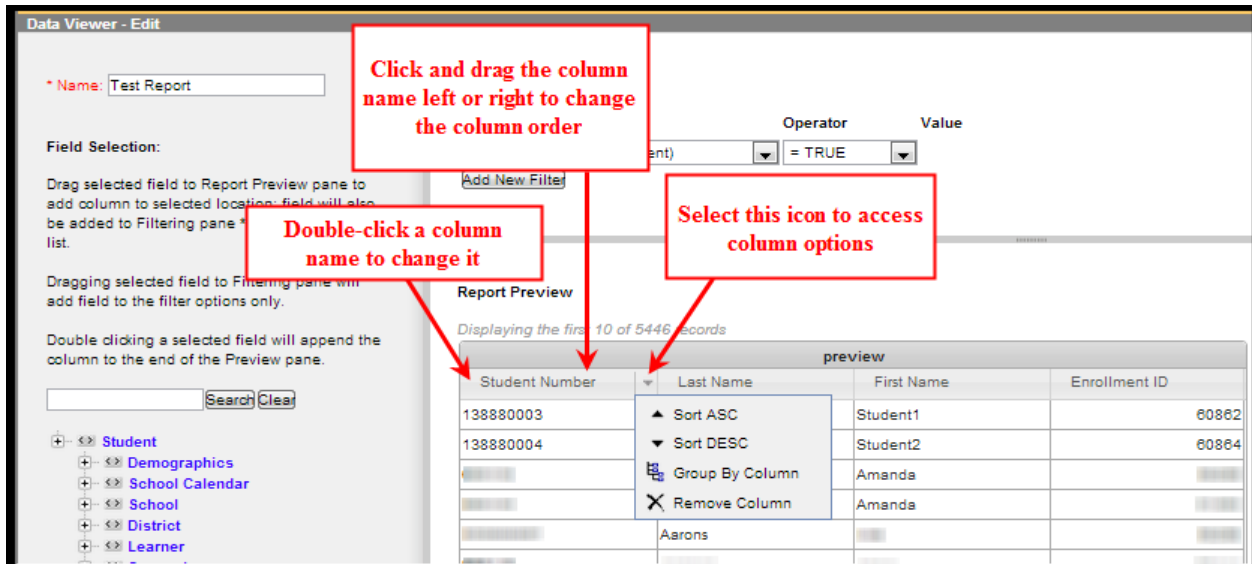 Data Viewer - Edit
* Name: Test Report
Field Selection:
Drag selected field to Report Preview pane to
add column to selected location; field will also
be added to Filtering pane *
list.
Dragging selected field to Filtering pane will
add field to the filter options only.
Double clicking a selected field will append the
column to the end of the Preview pane.
Search Clear
Student
Demographics
School Calendar
School
District
Learner
Click and drag the column
name left or right to change
the column order
Double-click a column
name to change it
Select this icon to access
column options
Operator Value
ent) = TRUE
Add New Filter
Report Preview
Displaying the first 10 of 5446 records
preview
Student Number Last Name First Name Enrollment ID
138880003 Student1 60862
138880004 Student2 60864
Amanda
Amanda
Aarons
Sort ASC
Sort DESC
Group By Column
Remove Column